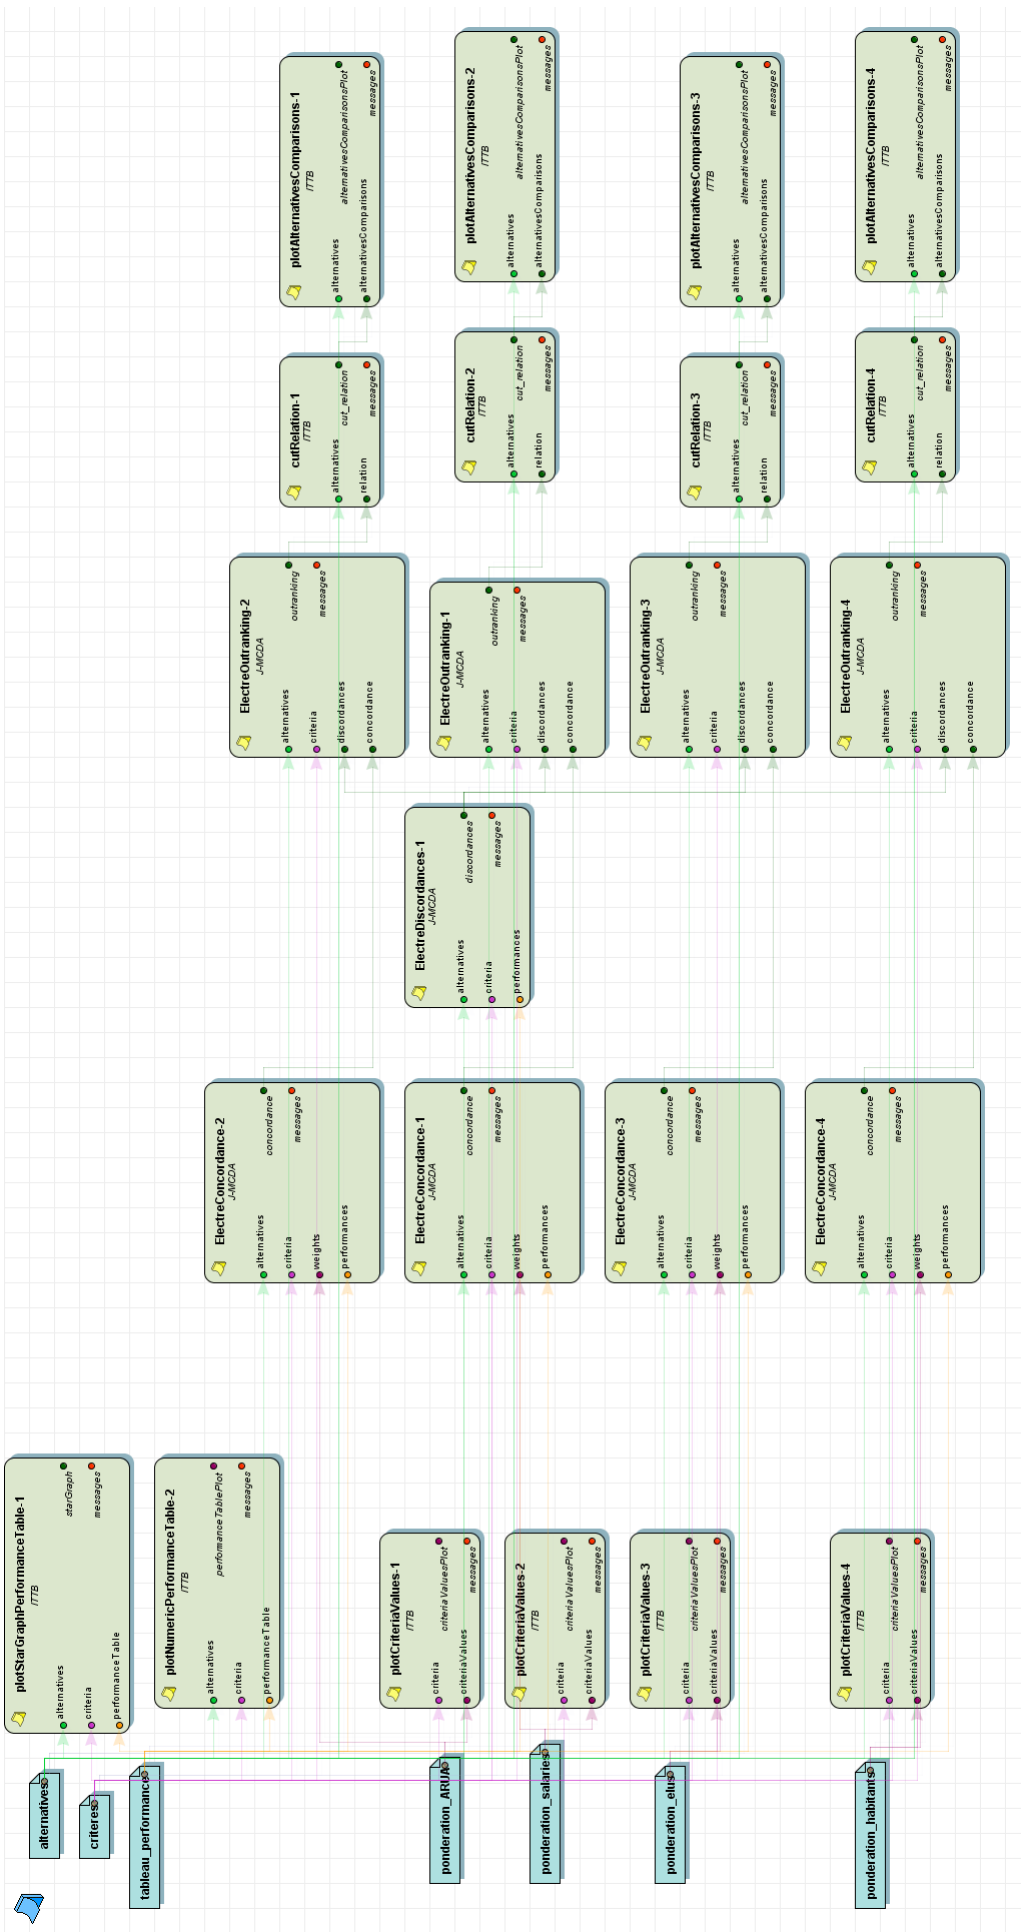 plotAlternativesComparisons-1
ITTB
alternatives
alternativesComparisons
alternativesComparisonsPlot
messages
plotAlternativesComparisons-2
ITTB
alternatives
alternativesComparisons
alternativesComparisonsPlot
messages
plotAlternativesComparisons-3
ITTB
alternatives
alternativesComparisons
alternativesComparisonsPlot
messages
plotAlternativesComparisons-4
ITTB
alternatives
alternativesComparisons
alternativesComparisonsPlot
messages
cutRelation-1
ITTB
alternatives
relation
cut_relation
messages
cutRelation-2
ITTB
alternatives
relation
cut_relation
messages
cutRelation-3
ITTB
alternatives
relation
cut_relation
messages
cutRelation-4
ITTB
alternatives
relation
cut_relation
messages
ElectreOutranking-2
J-MCDA
alternatives
criteria
discordances
concordance
outranking
messages
ElectreOutranking-1
J-MCDA
alternatives
criteria
discordances
concordance
outranking
messages
ElectreOutranking-3
J-MCDA
alternatives
criteria
discordances
concordance
outranking
messages
ElectreOutranking-4
J-MCDA
alternatives
criteria
discordances
concordance
outranking
messages
ElectreDiscordances-1
J-MCDA
alternatives
criteria
performances
discordances
messages
ElectreConcordance-2
J-MCDA
alternatives
criteria
weights
performances
concordance
messages
ElectreConcordance-1
J-MCDA
alternatives
criteria
weights
performances
concordance
messages
ElectreConcordance-3
J-MCDA
alternatives
criteria
weights
performances
concordance
messages
ElectreConcordance-4
J-MCDA
alternatives
criteria
weights
performances
concordance
messages
plotStarGraphPerformanceTable-1
ITTB
alternatives
criteria
performanceTable
starGraph
messages
plotNumericPerformanceTable-2
ITTB
alternatives
criteria
performanceTable
performanceTablePlot
messages
plotCriteriaValues-1
ITTB
criteria
criteriaValues
criteriaValuesPlot
messages
plotCriteriaValues-2
ITTB
criteria
criteriaValues
criteriaValuesPlot
messages
plotCriteriaValues-3
ITTB
criteria
criteriaValues
criteriaValuesPlot
messages
plotCriteriaValues-4
ITTB
criteria
criteriaValues
criteriaValuesPlot
messages
alternatives
criteres
tableau_performance
ponderation_ARUA
ponderation_salaries
ponderation_elus
ponderation_habitants